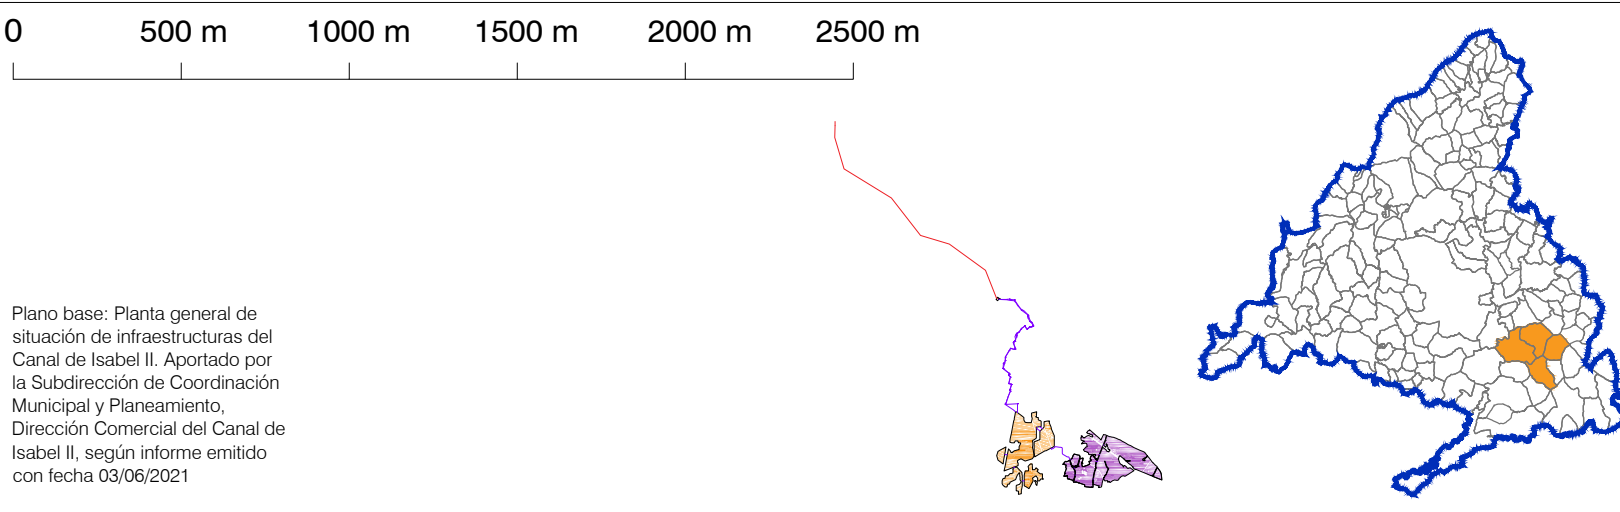 0 500 m 1000 m 1500 m 2000 m 2500 m
Plano base: Planta general de
situación de infraestructuras del
Canal de Isabel II. Aportado por
la Subdirección de Coordinación
Municipal y Planeamiento,
Dirección Comercial del Canal de
Isabel II, según informe emitido
con fecha 03/06/2021